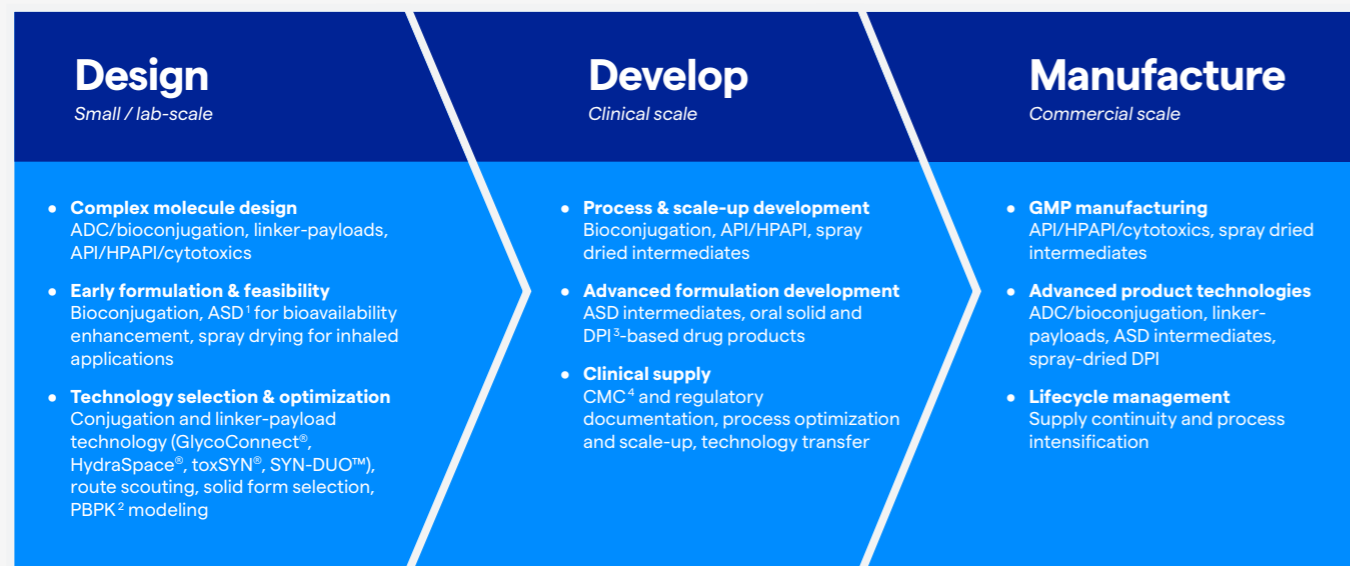 Design
Small / lab-scale
• Complex molecule design
ADC/bioconjugation, linker-payloads,
API/HPAPI/cytotoxics
• Early formulation & feasibility
Bioconjugation, ASD¹ for bioavailability
enhancement, spray drying for inhaled
applications
• Technology selection & optimization
Conjugation and linker-payload
technology (GlycoConnect®,
HydraSpace®, toxSYN®, SYN-DUO™),
route scouting, solid form selection,
PBPK² modeling
Develop
Clinical scale
• Process & scale-up development
Bioconjugation, API/HPAPI, spray
dried intermediates
• Advanced formulation development
ASD intermediates, oral solid and
DPI³-based drug products
• Clinical supply
CMC⁴ and regulatory
documentation, process optimization
and scale-up, technology transfer
Manufacture
Commercial scale
• GMP manufacturing
API/HPAPI/cytotoxics, spray dried
intermediates
• Advanced product technologies
ADC/bioconjugation, linker-
payloads, ASD intermediates,
spray-dried DPI
• Lifecycle management
Supply continuity and process
intensification